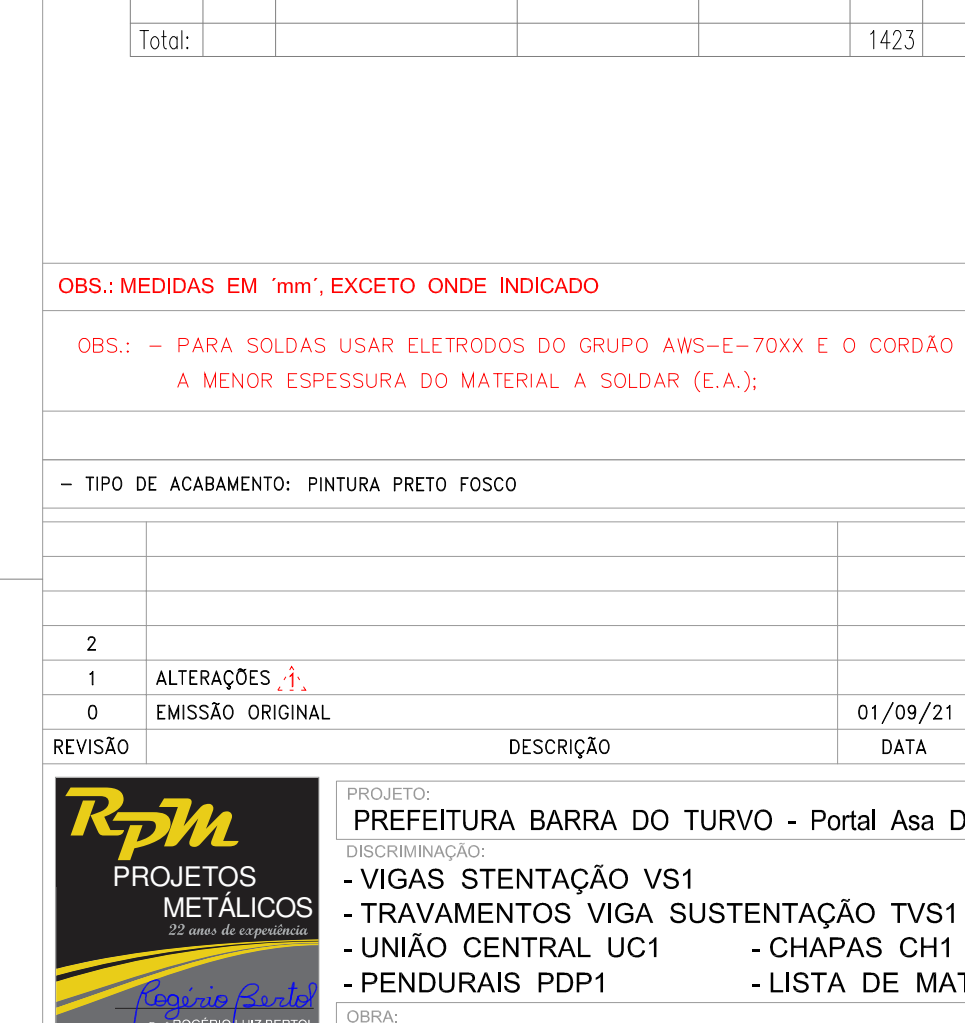 Total: 1423
OBS.: MEDIDAS EM ´mm´, EXCETO ONDE INDICADO
OBS.: - PARA SOLDAS USAR ELETRODOS DO GRUPO AWS-E-70XX E O CORDÃO
A MENOR ESPESSURA DO MATERIAL A SOLDAR (E.A.);
- TIPO DE ACABAMENTO: PINTURA PRETO FOSCO
2
1 ALTERAÇÕES 1
0 EMISSÃO ORIGINAL 01/09/21
REVISÃO DESCRIÇÃO DATA
RPM
PROJETOS
METÁLICOS
22 anos de experiência
Rogério Bertol
ROGÉRIO LUIZ BERTOL
PROJETO:
PREFEITURA BARRA DO TURVO - Portal Asa D
DISCRIMINAÇÃO:
- VIGAS STENTAÇÃO VS1
- TRAVAMENTOS VIGA SUSTENTAÇÃO TVS1
- UNIÃO CENTRAL UC1 - CHAPAS CH1
- PENDURAIS PDP1 - LISTA DE MAT
OBRA: